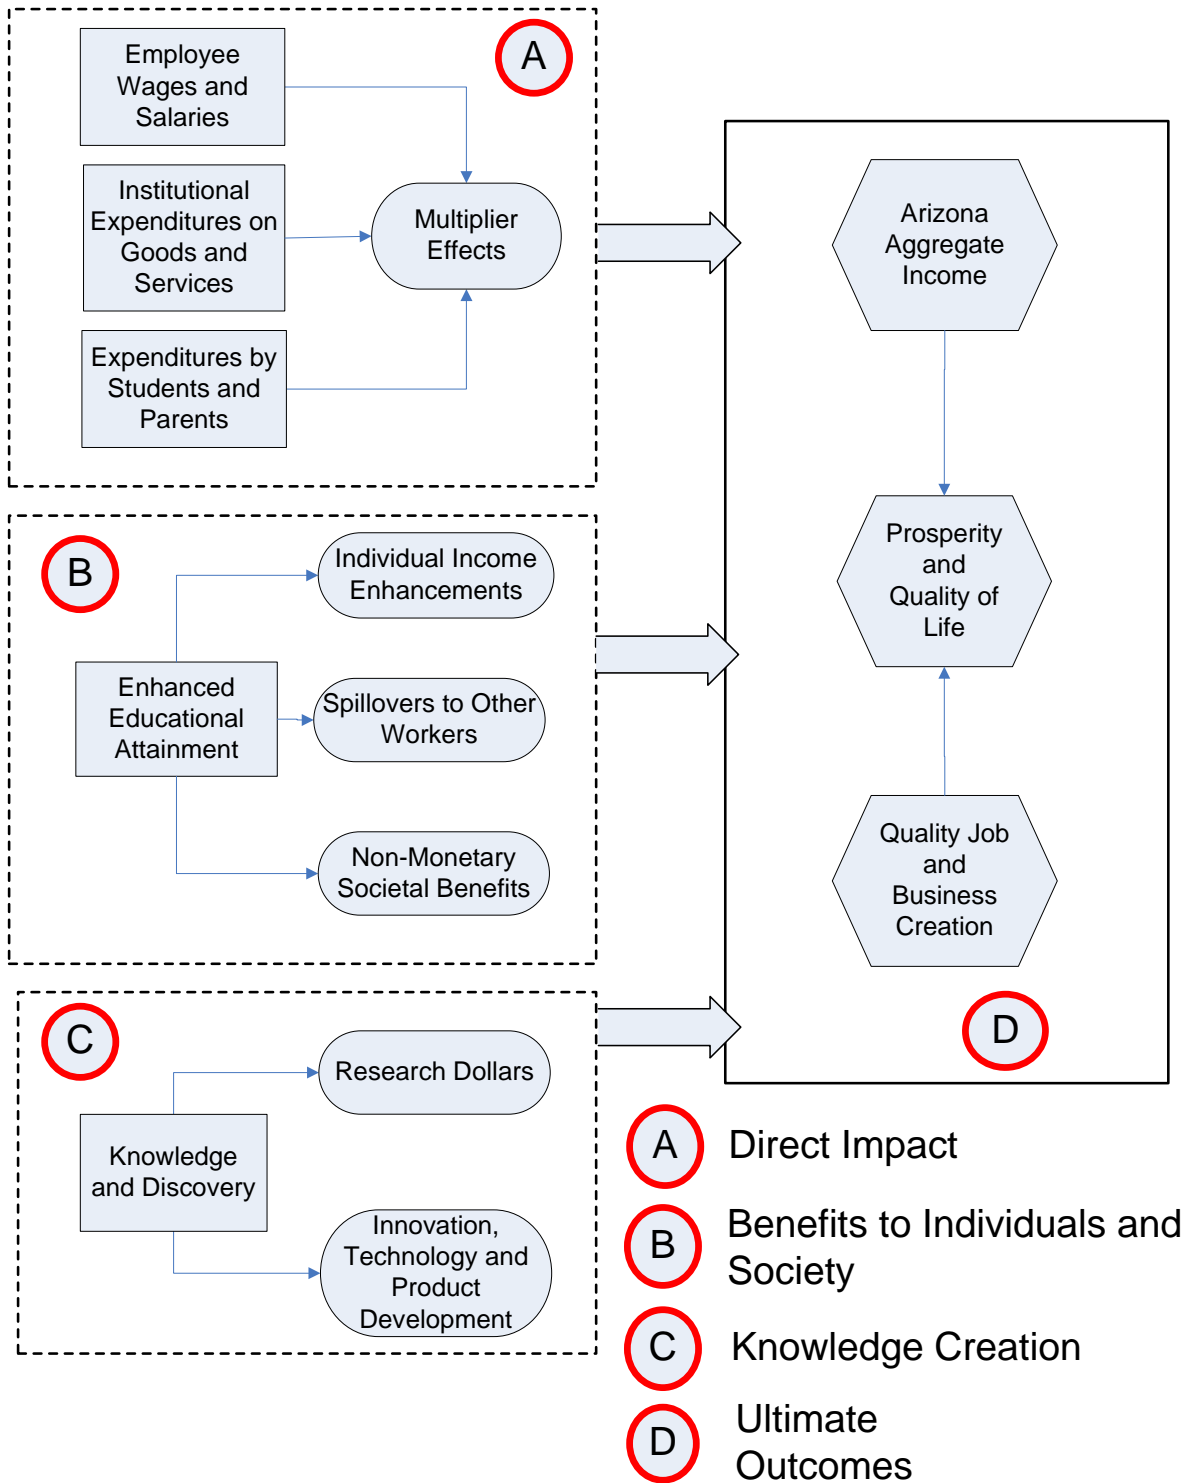 A
Employee
Wages and
Salaries
Institutional
Expenditures on
Goods and
Services
Expenditures by
Students and
Parents
Multiplier
Effects
B
Enhanced
Educational
Attainment
Individual Income
Enhancements
Spillovers to Other
Workers
Non-Monetary
Societal Benefits
C
Knowledge
and Discovery
Research Dollars
Innovation,
Technology and
Product
Development
Arizona
Aggregate
Income
Prosperity
and
Quality of
Life
Quality Job
and
Business
Creation
D
A
Direct Impact
B
Benefits to Individuals and
Society
C
Knowledge Creation
D
Ultimate
Outcomes